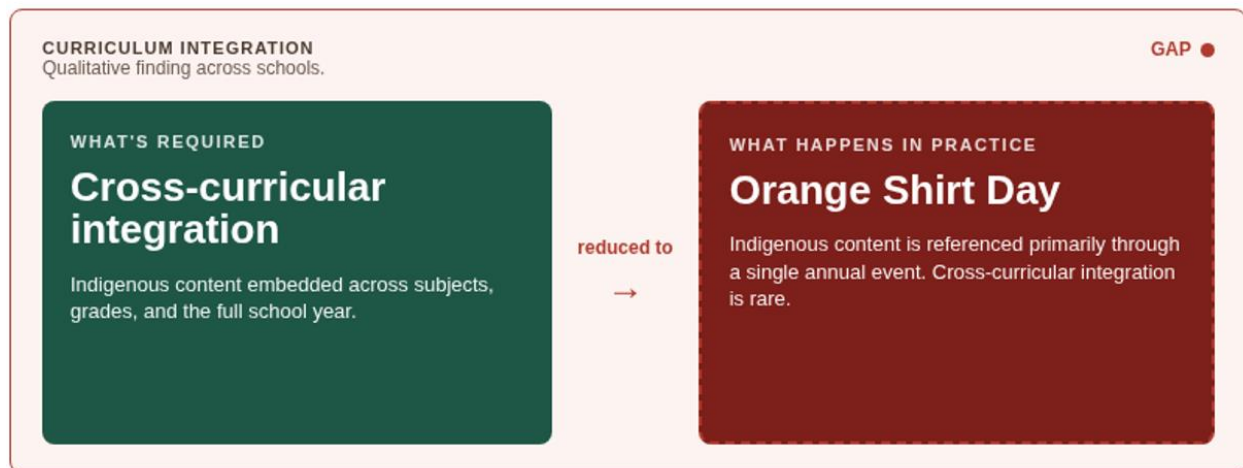 CURRICULUM INTEGRATION
Qualitative finding across schools.
GAP
WHAT'S REQUIRED
Cross-curricular
integration
Indigenous content embedded across subjects,
grades, and the full school year.
reduced to
→
WHAT HAPPENS IN PRACTICE
Orange Shirt Day
Indigenous content is referenced primarily through
a single annual event. Cross-curricular integration
is rare.